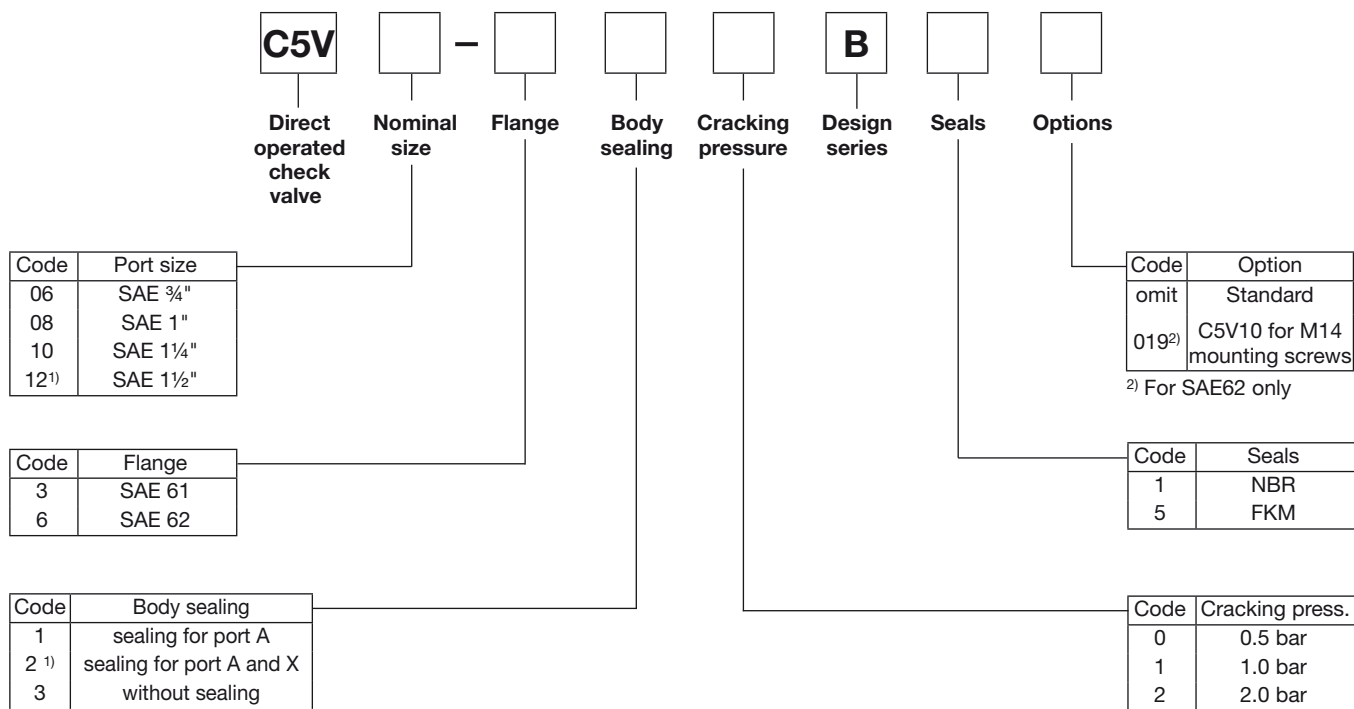 C5V – B
Direct operated check valve
Nominal size
Flange
Body sealing
Cracking pressure
Design series
Seals
Options
Code Port size
06 SAE ¾"
08 SAE 1"
10 SAE 1¼"
12¹⁾ SAE 1½"
Code Flange
3 SAE 61
6 SAE 62
Code Body sealing
1 sealing for port A
2 ¹⁾ sealing for port A and X
3 without sealing
Code Option
omit Standard
019²⁾ C5V10 for M14 mounting screws
²⁾ For SAE62 only
Code Seals
1 NBR
5 FKM
Code Cracking press.
0 0.5 bar
1 1.0 bar
2 2.0 bar